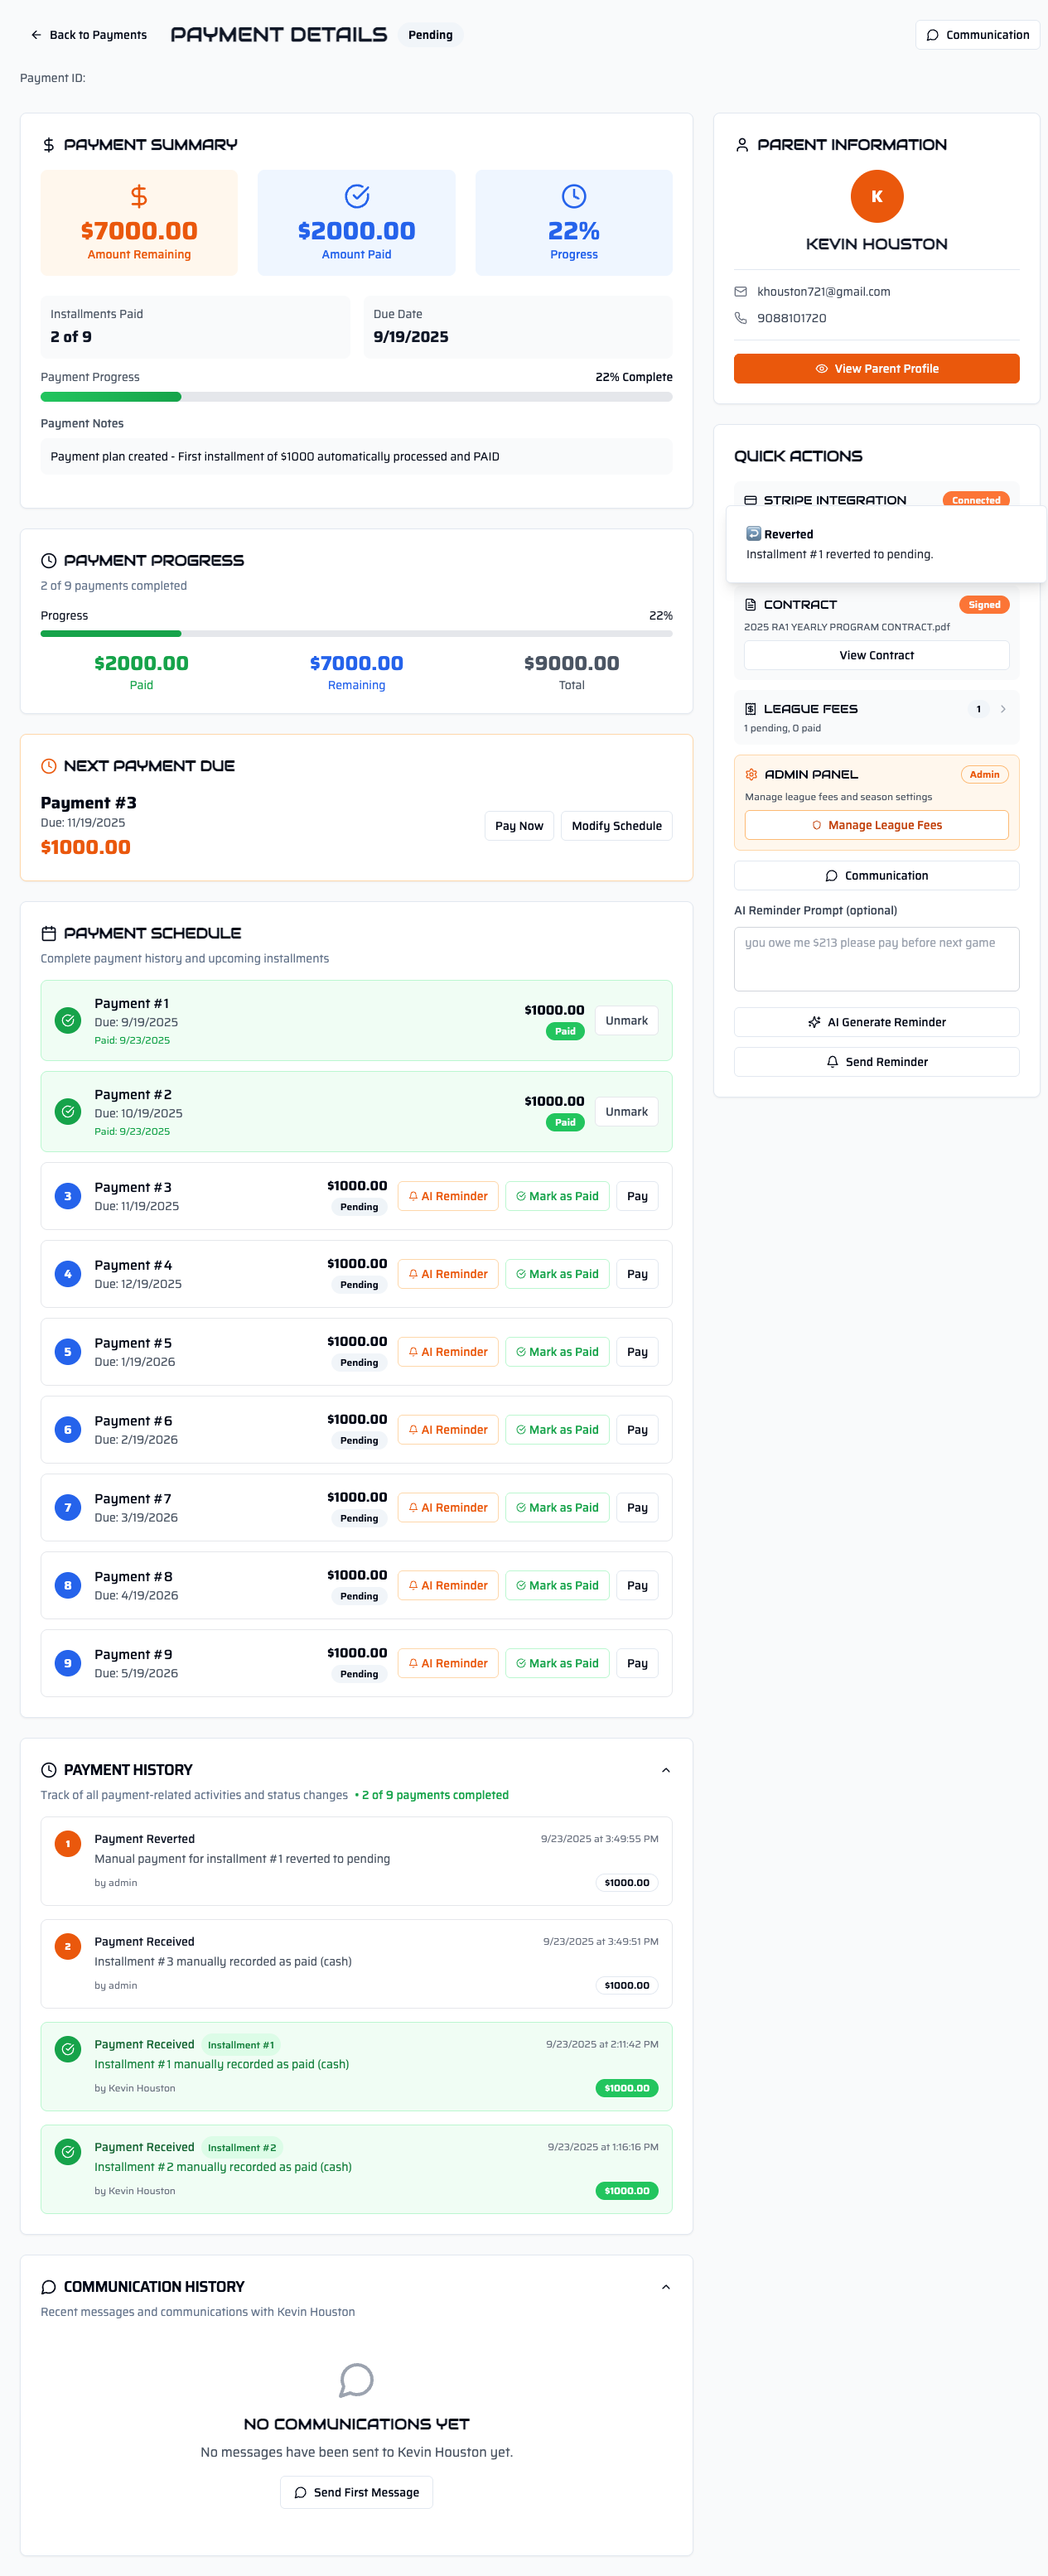 Back to Payments
PAYMENT DETAILS
Pending
Communication
Payment ID:
PAYMENT SUMMARY
$7000.00
Amount Remaining
$2000.00
Amount Paid
22%
Progress
Installments Paid
2 of 9
Due Date
9/19/2025
Payment Progress
22% Complete
Payment Notes
Payment plan created - First installment of $1000 automatically processed and PAID
PAYMENT PROGRESS
2 of 9 payments completed
Progress
22%
$2000.00
Paid
$7000.00
Remaining
$9000.00
Total
NEXT PAYMENT DUE
Payment #3
Due: 11/19/2025
$1000.00
Pay Now
Modify Schedule
PAYMENT SCHEDULE
Complete payment history and upcoming installments
Payment #1
Due: 9/19/2025
Paid: 9/23/2025
$1000.00
Paid
Unmark
Payment #2
Due: 10/19/2025
Paid: 9/23/2025
$1000.00
Paid
Unmark
3
Payment #3
Due: 11/19/2025
$1000.00
Pending
AI Reminder
Mark as Paid
Pay
4
Payment #4
Due: 12/19/2025
$1000.00
Pending
AI Reminder
Mark as Paid
Pay
5
Payment #5
Due: 1/19/2026
$1000.00
Pending
AI Reminder
Mark as Paid
Pay
6
Payment #6
Due: 2/19/2026
$1000.00
Pending
AI Reminder
Mark as Paid
Pay
7
Payment #7
Due: 3/19/2026
$1000.00
Pending
AI Reminder
Mark as Paid
Pay
8
Payment #8
Due: 4/19/2026
$1000.00
Pending
AI Reminder
Mark as Paid
Pay
9
Payment #9
Due: 5/19/2026
$1000.00
Pending
AI Reminder
Mark as Paid
Pay
PAYMENT HISTORY
Track of all payment-related activities and status changes • 2 of 9 payments completed
1
Payment Reverted
9/23/2025 at 3:49:55 PM
Manual payment for installment #1 reverted to pending
by admin
$1000.00
2
Payment Received
9/23/2025 at 3:49:51 PM
Installment #3 manually recorded as paid (cash)
by admin
$1000.00
Payment Received
Installment #1
9/23/2025 at 2:11:42 PM
Installment #1 manually recorded as paid (cash)
by Kevin Houston
$1000.00
Payment Received
Installment #2
9/23/2025 at 1:16:16 PM
Installment #2 manually recorded as paid (cash)
by Kevin Houston
$1000.00
COMMUNICATION HISTORY
Recent messages and communications with Kevin Houston
NO COMMUNICATIONS YET
No messages have been sent to Kevin Houston yet.
Send First Message
PARENT INFORMATION
K
KEVIN HOUSTON
khouston721@gmail.com
9088101720
View Parent Profile
QUICK ACTIONS
STRIPE INTEGRATION
Connected
Reverted
Installment #1 reverted to pending.
CONTRACT
Signed
2025 RA1 YEARLY PROGRAM CONTRACT.pdf
View Contract
LEAGUE FEES
1
1 pending, 0 paid
ADMIN PANEL
Admin
Manage league fees and season settings
Manage League Fees
Communication
AI Reminder Prompt (optional)
you owe me $213 please pay before next game
AI Generate Reminder
Send Reminder